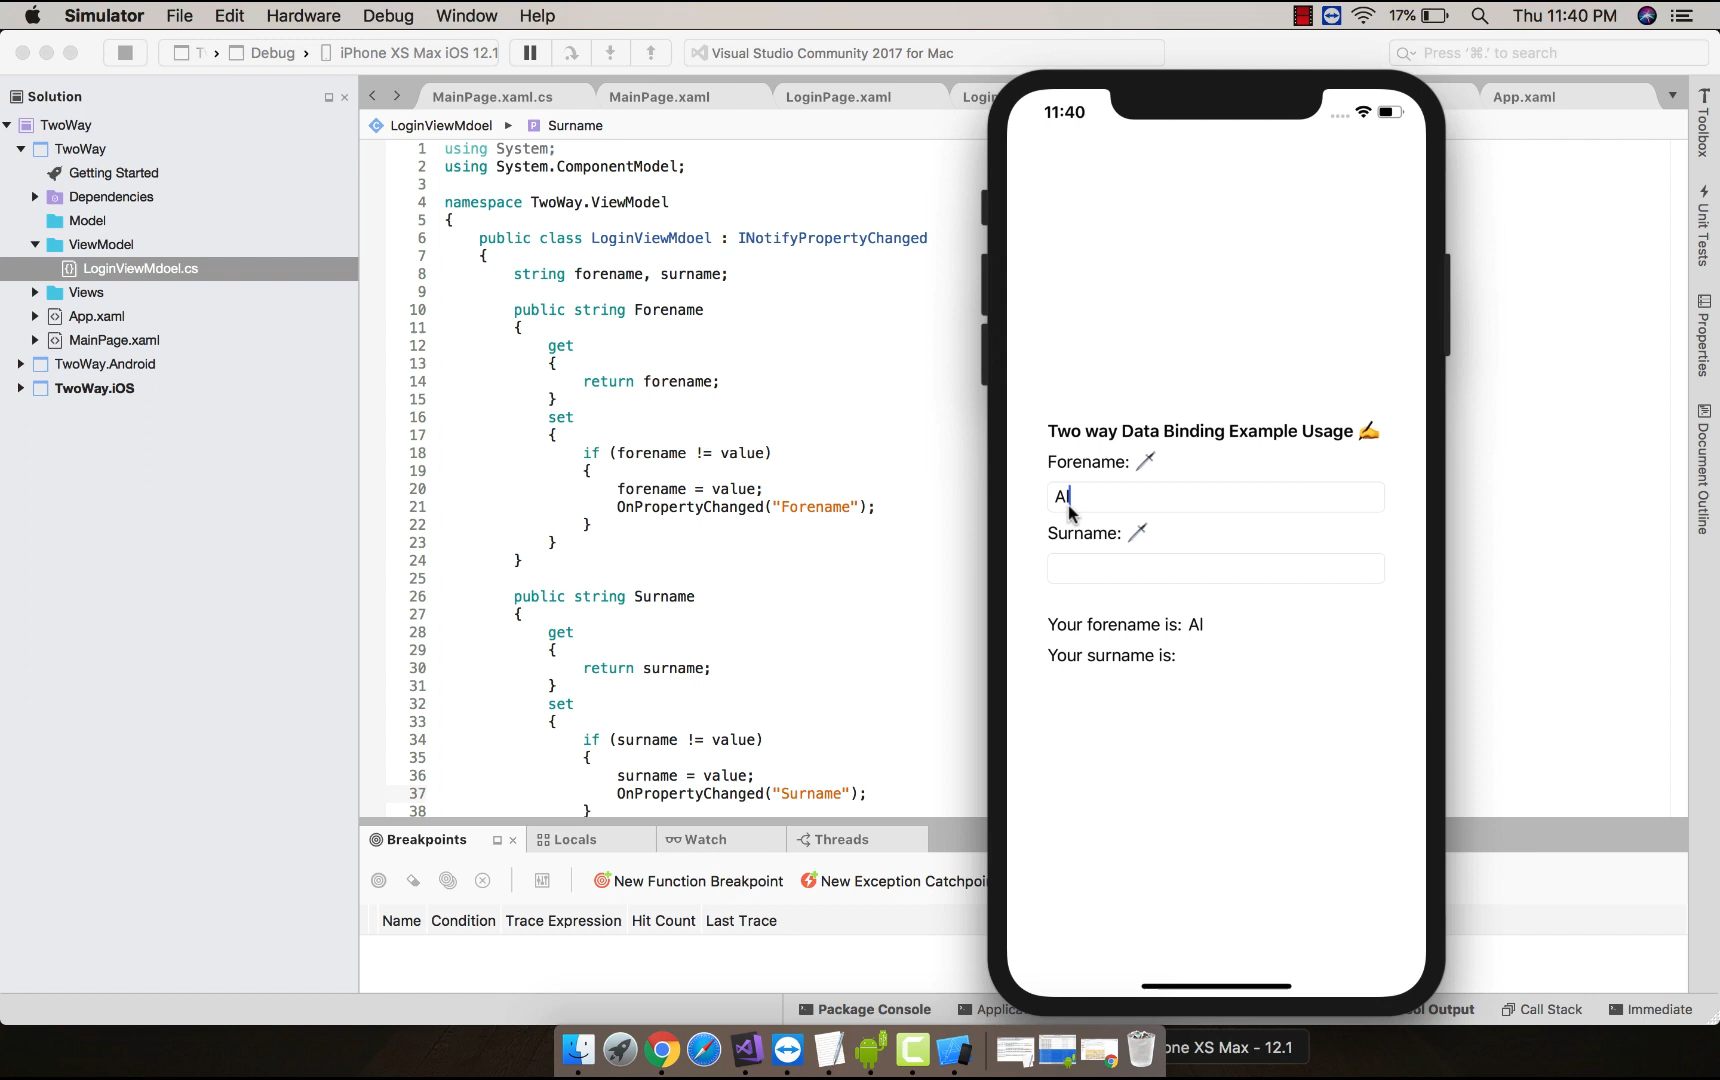 Simulator File Edit Window Hardware Debug Help 17% Thu 11:40 PM
Debug iPhone XS Max iOS 12.1 Visual Studio Community 2017 for Mac Press ‘⌘.’ to search
Solution
TwoWay
TwoWay
Getting Started
Dependencies
Model
ViewModel
LoginViewMdoel.cs
Views
App.xaml
MainPage.xaml
TwoWay.Android
TwoWay.iOS
MainPage.xaml.cs MainPage.xaml LoginPage.xaml App.xaml
LoginViewMdoel Surname
1 using System;
2 using System.ComponentModel;
3
4 namespace TwoWay.ViewModel
5 {
6 public class LoginViewMdoel : INotifyPropertyChanged
7 {
8 string forename, surname;
9
10 public string Forename
11 {
12 get
13 {
14 return forename;
15 }
16 set
17 {
18 if (forename != value)
19 {
20 forename = value;
21 OnPropertyChanged("Forename");
22 }
23 }
24 }
25
26 public string Surname
27 {
28 get
29 {
30 return surname;
31 }
32 set
33 {
34 if (surname != value)
35 {
36 surname = value;
37 OnPropertyChanged("Surname");
38 }
11:40
Two way Data Binding Example Usage ✍️
Forename:
Al
Surname:
Your forename is: Al
Your surname is:
Toolbox
Unit Tests
Properties
Document Outline
Breakpoints Locals Watch Threads
New Function Breakpoint New Exception
Name Condition Trace Expression Hit Count Last Trace
Package Console Output Call Stack Immediate
XS Max - 12.1